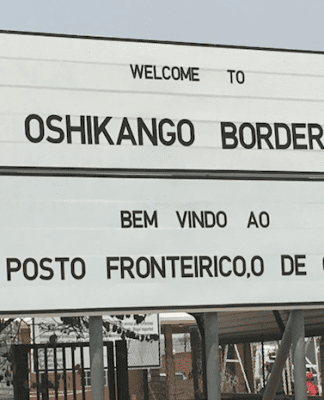 WELCOME TO
OSHIKANGO BORDER
BEM VINDO AO
POSTO FRONTEIRICO,O DE